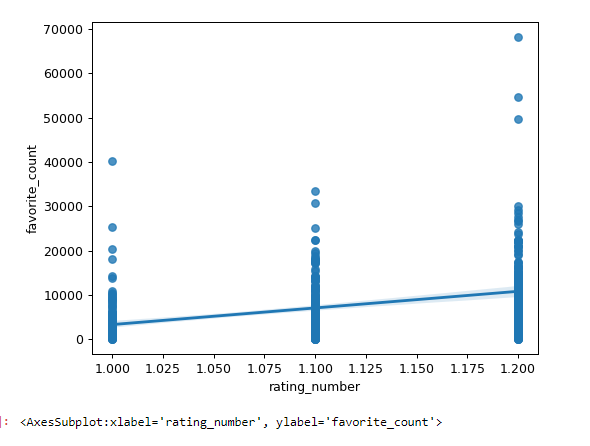 70000
60000
50000
40000
30000
20000
10000
0
favorite_count
1.000 1.025 1.050 1.075 1.100 1.125 1.150 1.175 1.200
rating_number
]: <AxesSubplot:xlabel='rating_number', ylabel='favorite_count'>